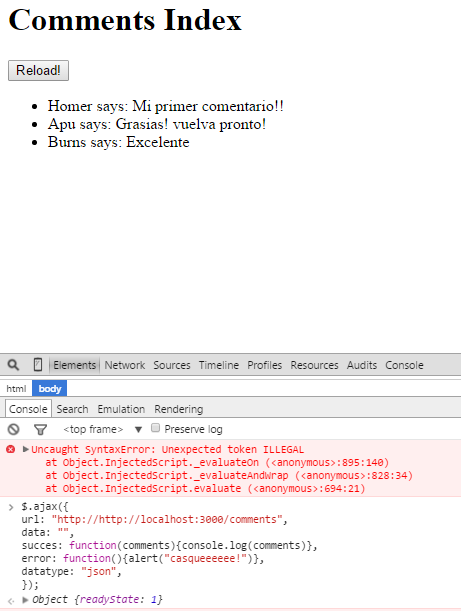 Comments Index
Reload!
Homer says: Mi primer comentario!!
Apu says: Grasias! vuelva pronto!
Burns says: Excelente
Elements Network Sources Timeline Profiles Resources Audits Console
html body
Console Search Emulation Rendering
<top frame> Preserve log
Uncaught SyntaxError: Unexpected token ILLEGAL
at Object.InjectedScript._evaluateOn (<anonymous>:895:140)
at Object.InjectedScript._evaluateAndWrap (<anonymous>:828:34)
at Object.InjectedScript.evaluate (<anonymous>:694:21)
$.ajax({
url: "http://http://localhost:3000/comments",
data: "",
succes: function(comments){console.log(comments)},
error: function(){alert("casqueeeeee!")},
datatype: "json",
});
Object {readyState: 1}